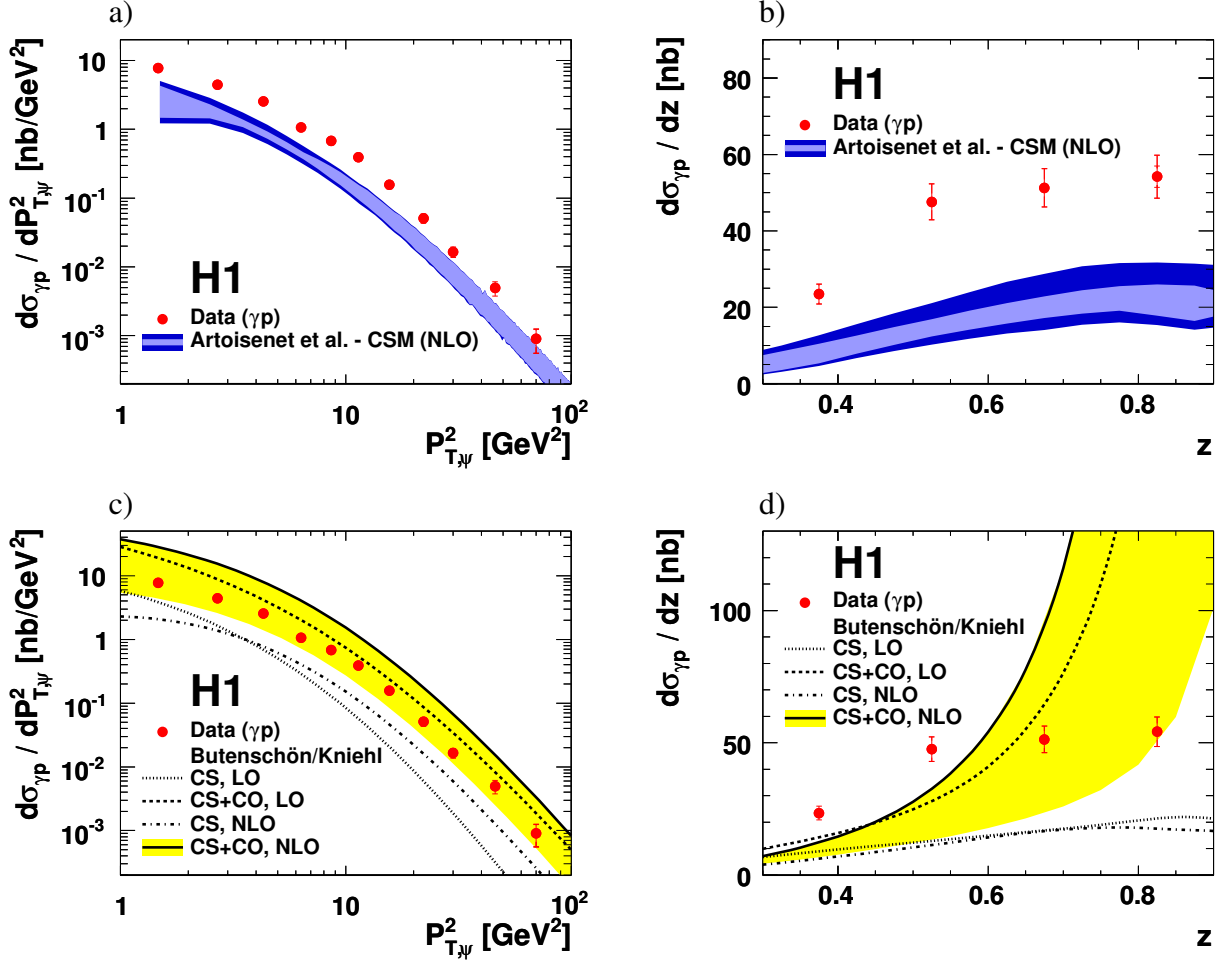 a)
dσγp / dP²T,ψ [nb/GeV²]
10
1
10⁻¹
10⁻²
10⁻³
H1
Data (γp)
Artoisenet et al. - CSM (NLO)
1
10
10²
P²T,ψ [GeV²]
b)
dσγp / dz [nb]
80
60
40
20
0
H1
Data (γp)
Artoisenet et al. - CSM (NLO)
0.4
0.6
0.8
z
c)
dσγp / dP²T,ψ [nb/GeV²]
10
1
10⁻¹
10⁻²
10⁻³
H1
Data (γp)
Butenschön/Kniehl
CS, LO
CS+CO, LO
CS, NLO
CS+CO, NLO
1
10
10²
P²T,ψ [GeV²]
d)
dσγp / dz [nb]
100
50
0
H1
Data (γp)
Butenschön/Kniehl
CS, LO
CS+CO, LO
CS, NLO
CS+CO, NLO
0.4
0.6
0.8
z